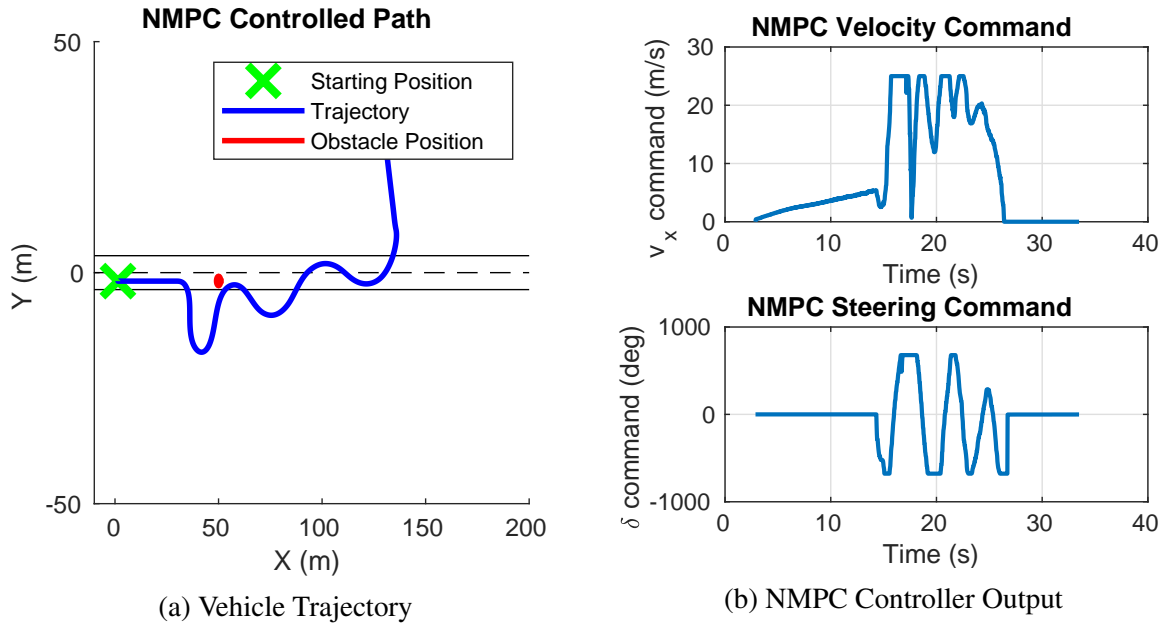 NMPC Controlled Path
50
0
-50
Y (m)
Starting Position
Trajectory
Obstacle Position
0
50
100
150
200
X (m)
(a) Vehicle Trajectory
NMPC Velocity Command
30
20
10
0
v_x command (m/s)
0
10
20
30
40
Time (s)
NMPC Steering Command
1000
0
-1000
δ command (deg)
0
10
20
30
40
Time (s)
(b) NMPC Controller Output